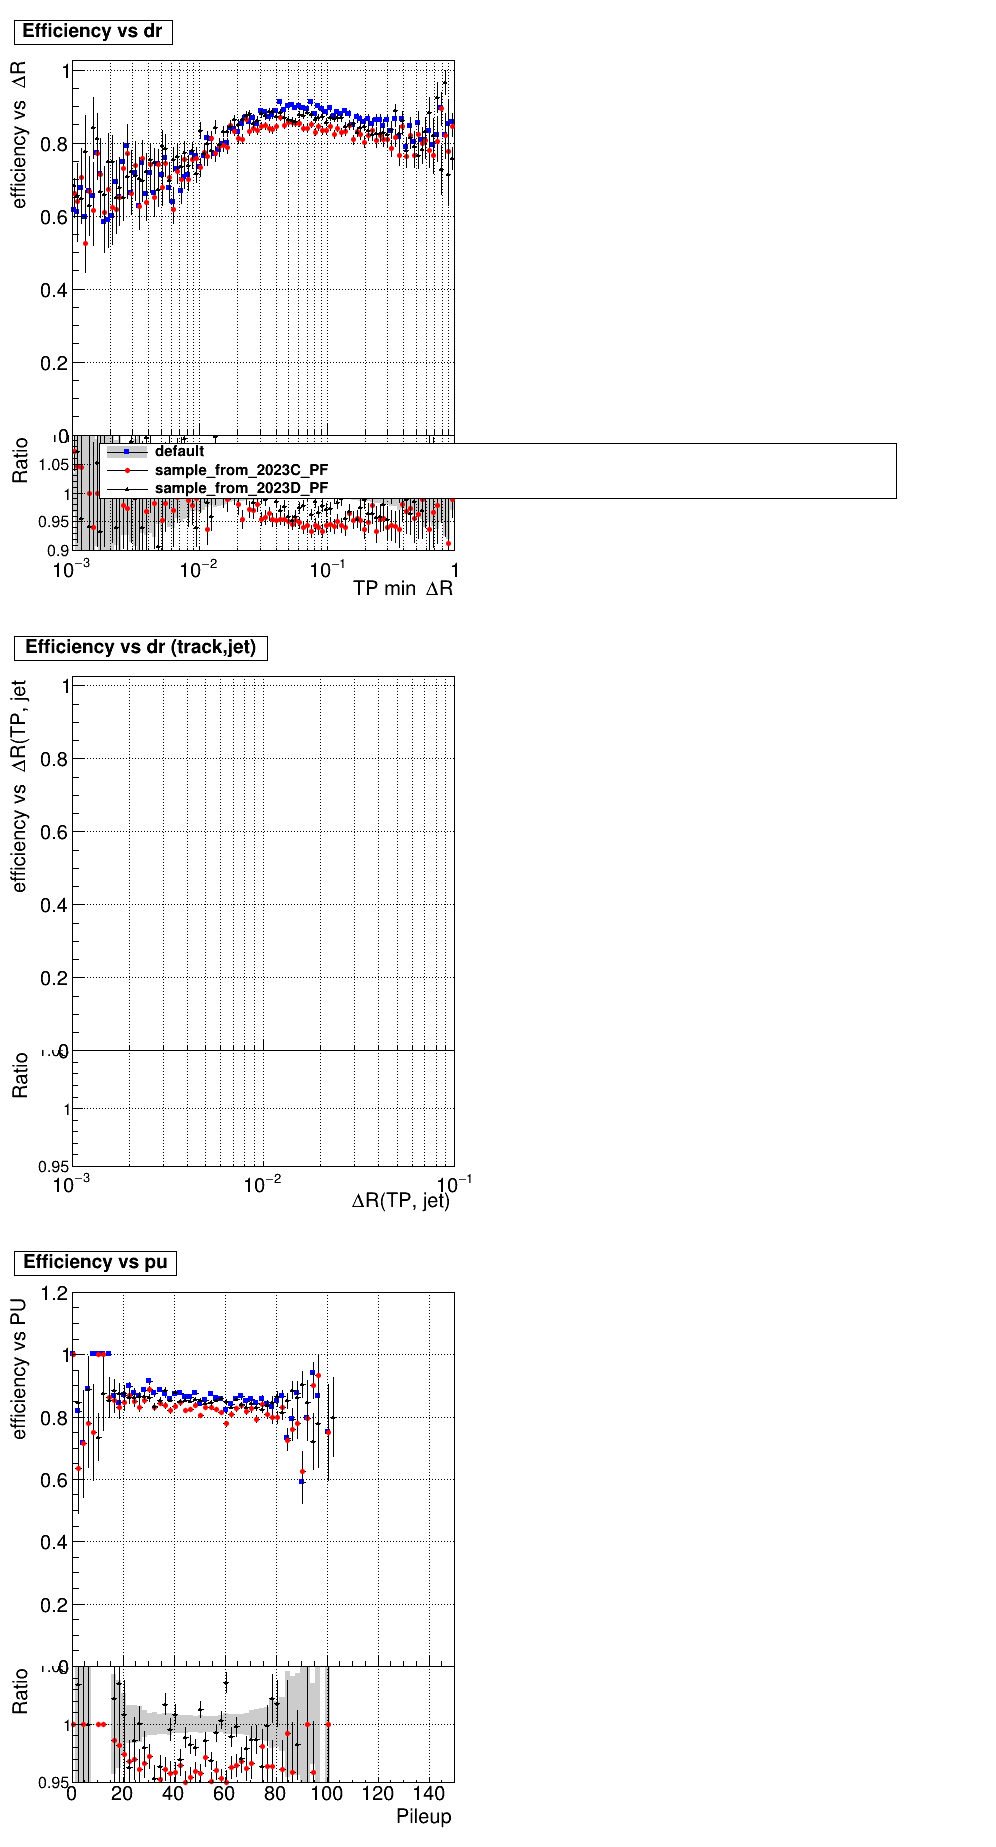 Efficiency vs dr
efficiency vs ΔR
1
0.8
0.6
0.4
0.2
0
Ratio
1.05
1
0.95
0.9
default
sample_from_2023C_PF
sample_from_2023D_PF
10−3 10−2 10−1 1
TP min ΔR
Efficiency vs dr (track,jet)
efficiency vs ΔR(TP, jet
1
0.8
0.6
0.4
0.2
0
Ratio
1
0.95
10−3 10−2 10−1
ΔR(TP, jet)
Efficiency vs pu
efficiency vs PU
1.2
1
0.8
0.6
0.4
0.2
0
Ratio
1
0.95
0 20 40 60 80 100 120 140
Pileup